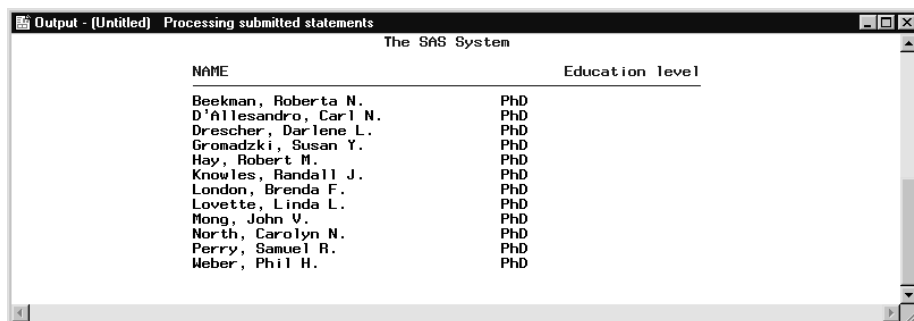 Output - (Untitled) Processing submitted statements
The SAS System
NAME Education level
Beekman, Roberta N. PhD
D'Allesandro, Carl N. PhD
Drescher, Darlene L. PhD
Gromadzki, Susan Y. PhD
Hay, Robert M. PhD
Knowles, Randall J. PhD
London, Brenda F. PhD
Lovette, Linda L. PhD
Mong, John V. PhD
North, Carolyn N. PhD
Perry, Samuel R. PhD
Weber, Phil H. PhD